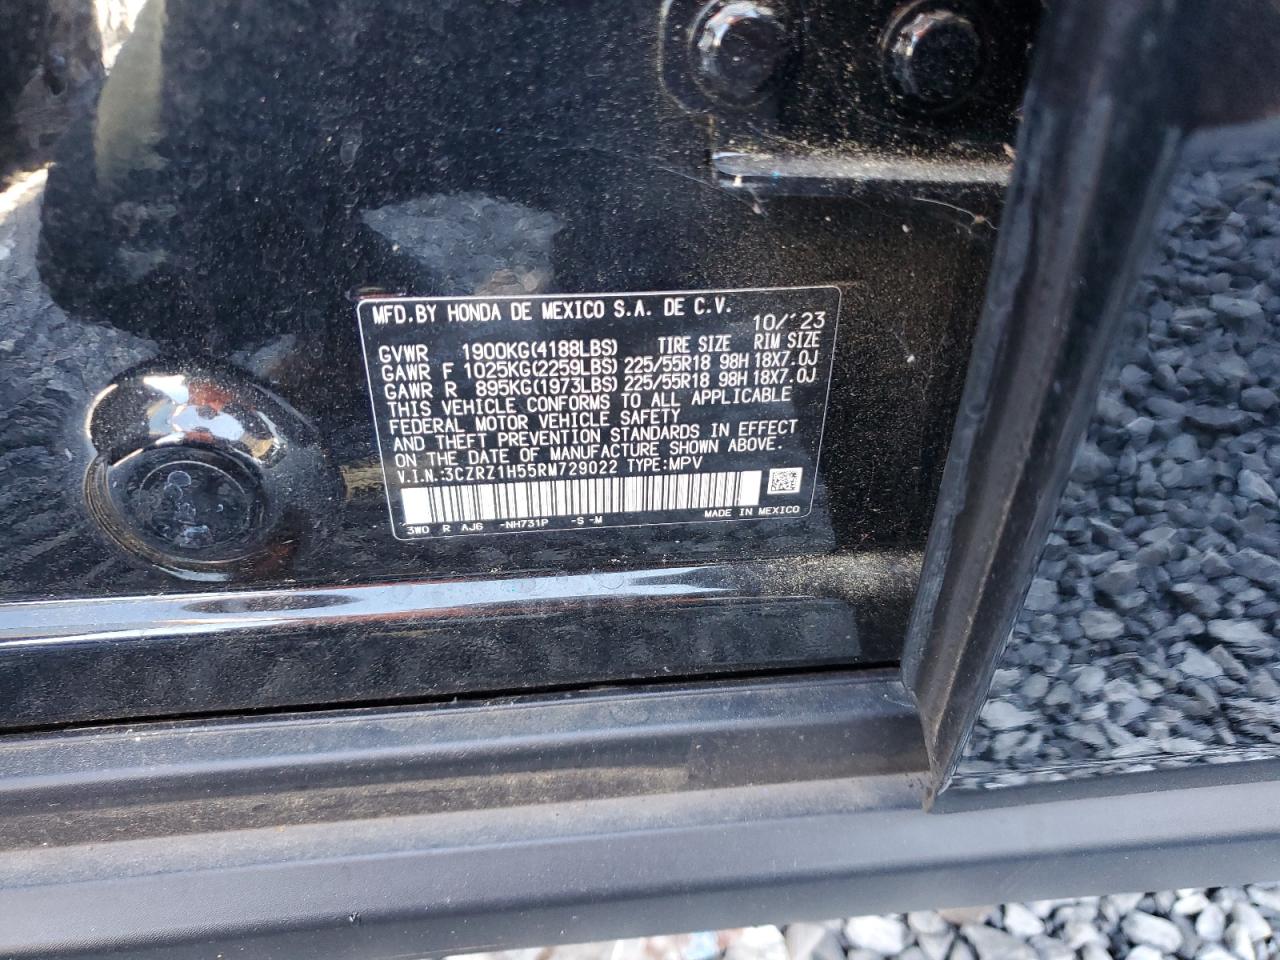 MFD.BY HONDA DE MEXICO S.A. DE C.V.
10/'23
GVWR 1900KG(4188LBS) TIRE SIZE RIM SIZE
GAWR F 1025KG(2259LBS) 225/55R18 98H 18X7.0J
GAWR R 895KG(1973LBS) 225/55R18 98H 18X7.0J
THIS VEHICLE CONFORMS TO ALL APPLICABLE
FEDERAL MOTOR VEHICLE SAFETY
AND THEFT PREVENTION STANDARDS IN EFFECT
ON THE DATE OF MANUFACTURE SHOWN ABOVE.
V.I.N.:3CZRZ1H55RM729022 TYPE:MPV
3W0 R AJ6 -NH731P -S -M MADE IN MEXICO